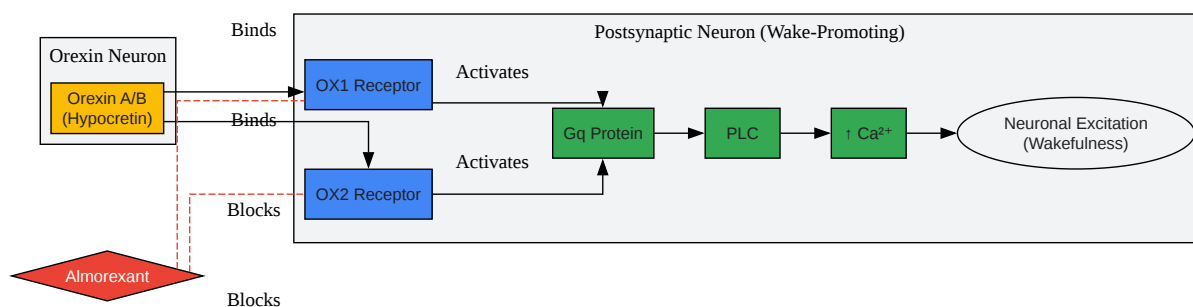 Binds
Postsynaptic Neuron (Wake-Promoting)
Orexin Neuron
Orexin A/B
(Hypocretin)
OX1 Receptor
Activates
Binds
Gq Protein
PLC
↑ Ca²⁺
Neuronal Excitation
(Wakefulness)
Activates
OX2 Receptor
Blocks
Almorexant
Blocks